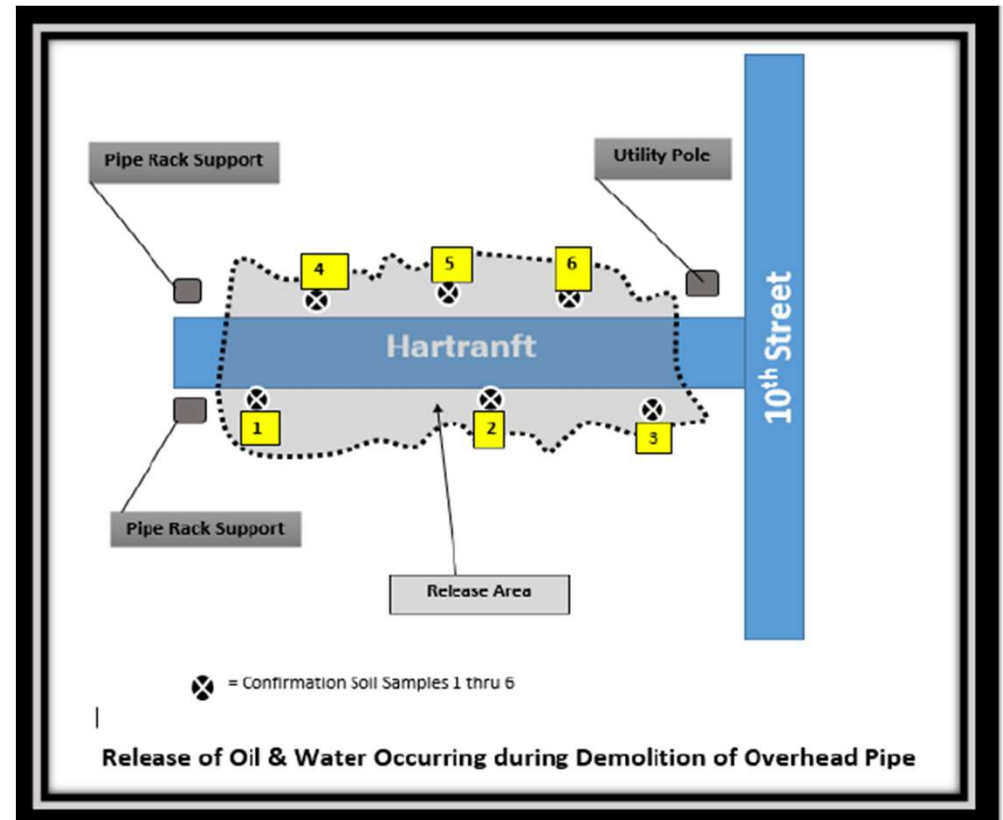 Pipe Rack Support
Utility Pole
4
5
6
Hartranft
10th Street
1
2
3
Pipe Rack Support
Release Area
= Confirmation Soil Samples 1 thru 6
Release of Oil & Water Occurring during Demolition of Overhead Pipe